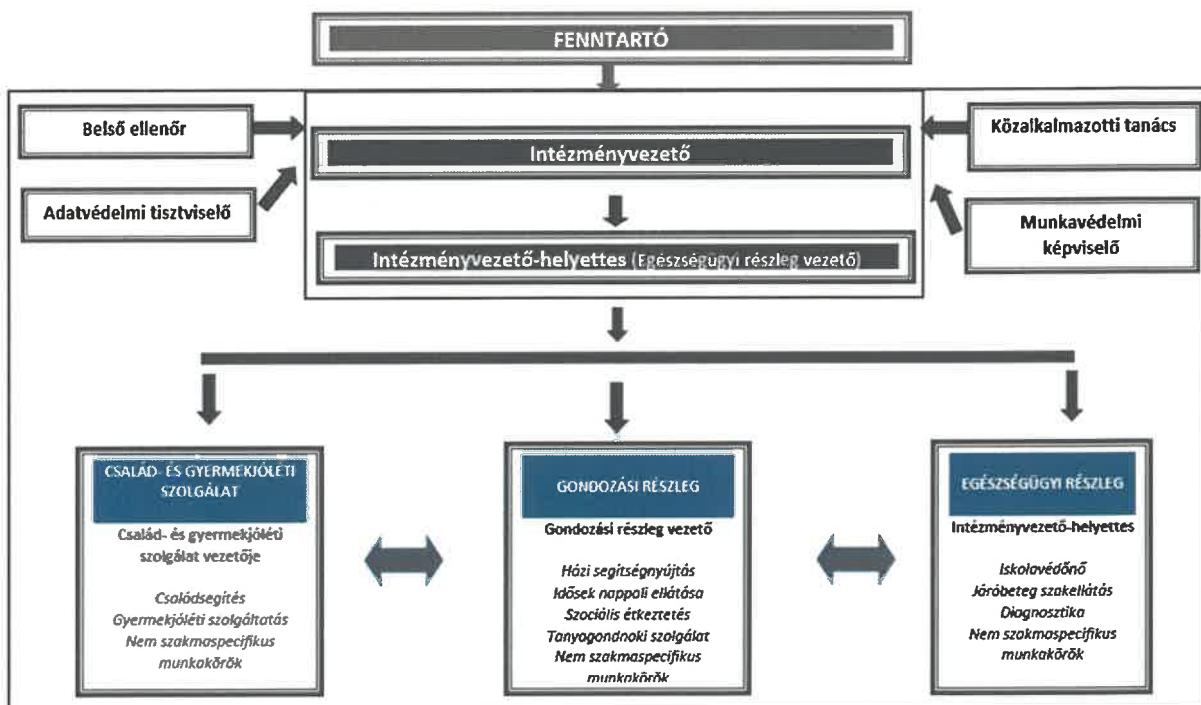 FENNTARTÓ
Belső ellenőr
Közalkalmazotti tanács
Intézményvezető
Adatvédelmi tisztviselő
Munkavédelmi
képviselő
Intézményvezető-helyettes (Egészségügyi részleg vezető)
CSALÁD- ÉS GYERMEKJÓLÉTI
SZOLGÁLAT
Család- és gyermekjóléti
szolgálat vezetője
Családsegítés
Gyermekjóléti szolgáltatás
Nem szakmaspecifikus
munkakörök
GONDOZÁSI RÉSZLEG
Gondozási részleg vezető
Házi segítségnyújtás
Idősek nappali ellátása
Szociális étkeztetés
Tanyagondnoki szolgálat
Nem szakmaspecifikus
munkakörök
EGÉSZSÉGÜGYI RÉSZLEG
Intézményvezető-helyettes
Iskolavédőnő
Járóbeteg szakellátás
Diagnosztika
Nem szakmaspecifikus
munkakörök